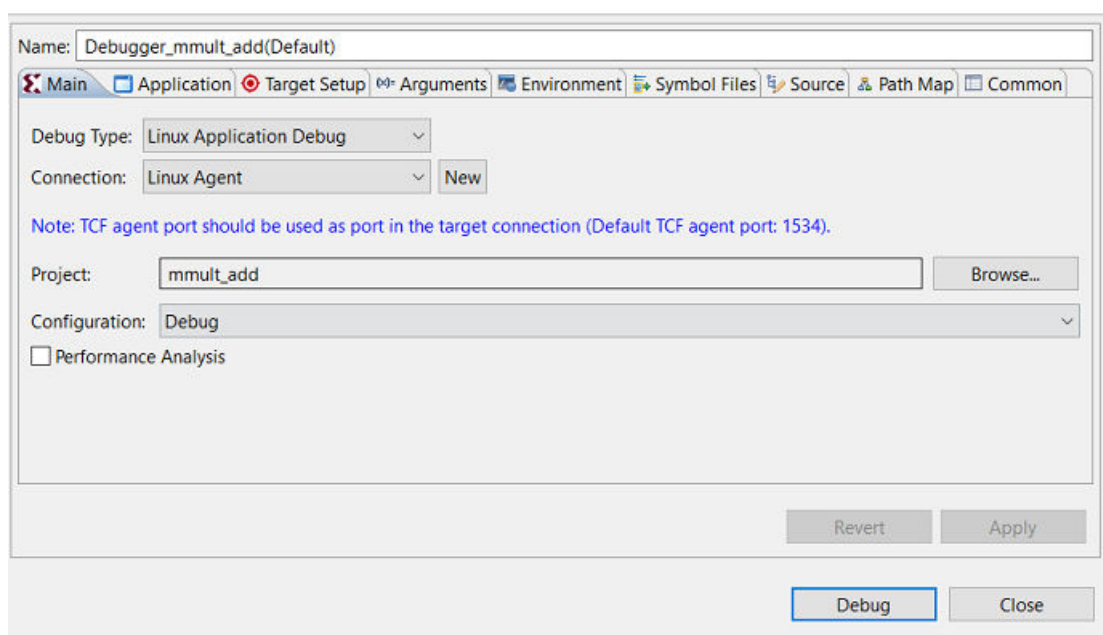 Name: Debugger_mmult_add(Default)
Main Application Target Setup Arguments Environment Symbol Files Source Path Map Common
Debug Type: Linux Application Debug
Connection: Linux Agent New
Note: TCF agent port should be used as port in the target connection (Default TCF agent port: 1534).
Project: mmult_add Browse...
Configuration: Debug
Performance Analysis
Revert Apply
Debug Close